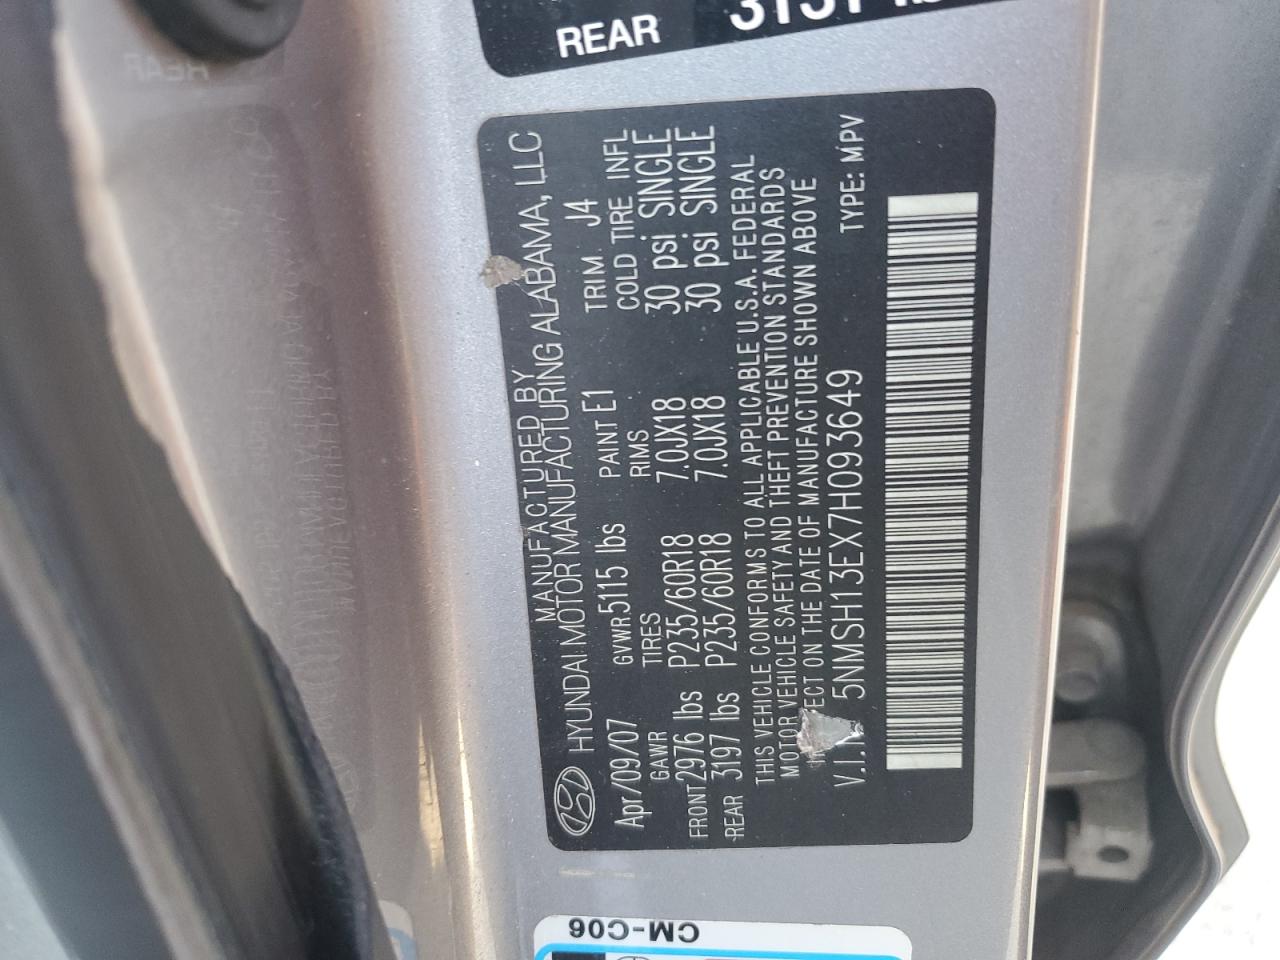 REAR
MANUFACTURED BY
HYUNDAI MOTOR MANUFACTURING ALABAMA, LLC
Apr/09/07 GVWR 5115 lbs PAINT E1 TRIM J4
GAWR TIRES RIMS COLD TIRE INFL
FRONT 2976 lbs P235/60R18 7.0JX18 30 psi SINGLE
REAR 3197 lbs P235/60R18 7.0JX18 30 psi SINGLE
THIS VEHICLE CONFORMS TO ALL APPLICABLE U.S.A. FEDERAL
MOTOR VEHICLE SAFETY AND THEFT PREVENTION STANDARDS
ON THE DATE OF MANUFACTURE SHOWN ABOVE
5NMSH13EX7H093649 TYPE: MPV
CM-C06